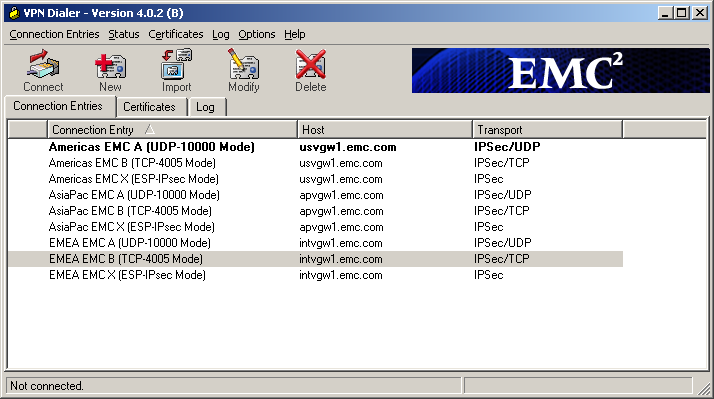 VPN Dialer - Version 4.0.2 (B)
Connection Entries Status Certificates Log Options Help
Connect New Import Modify Delete
EMC²
Connection Entries Certificates Log
Connection Entry Host Transport
Americas EMC A (UDP-10000 Mode) usvgw1.emc.com IPSec/UDP
Americas EMC B (TCP-4005 Mode) usvgw1.emc.com IPSec/TCP
Americas EMC X (ESP-IPsec Mode) usvgw1.emc.com IPSec
AsiaPac EMC A (UDP-10000 Mode) apvgw1.emc.com IPSec/UDP
AsiaPac EMC B (TCP-4005 Mode) apvgw1.emc.com IPSec/TCP
AsiaPac EMC X (ESP-IPsec Mode) apvgw1.emc.com IPSec
EMEA EMC A (UDP-10000 Mode) intvgw1.emc.com IPSec/UDP
EMEA EMC B (TCP-4005 Mode) intvgw1.emc.com IPSec/TCP
EMEA EMC X (ESP-IPsec Mode) intvgw1.emc.com IPSec
Not connected.